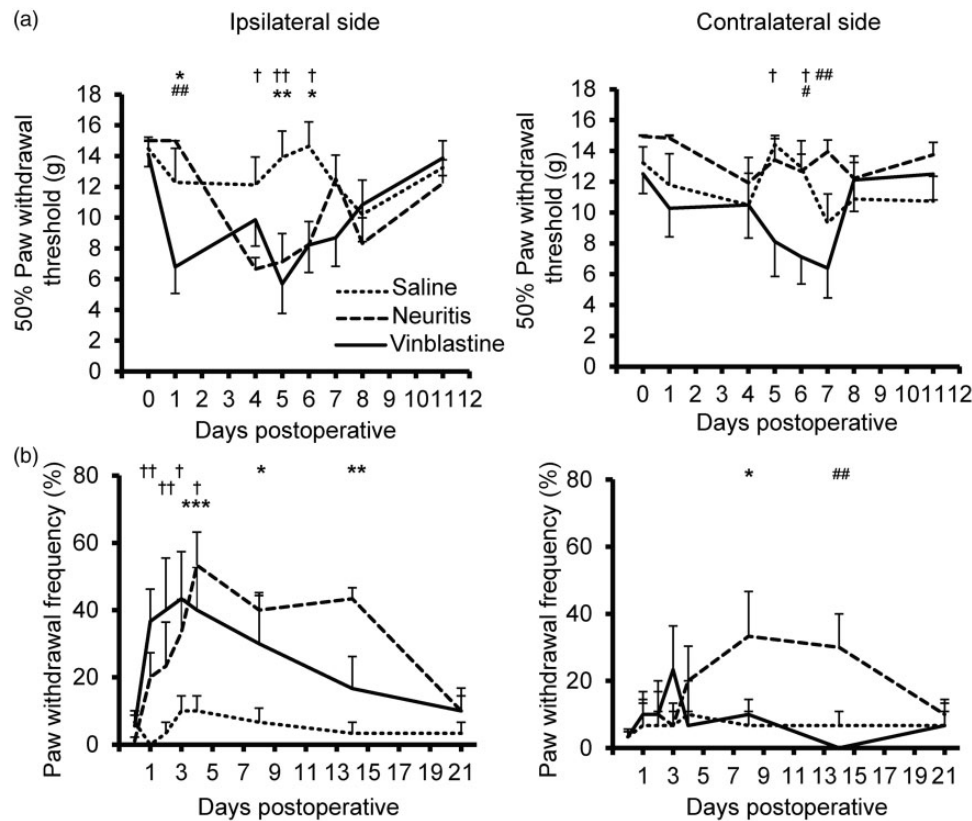 (a)
Ipsilateral side
* ## † †† ** † *
50% Paw withdrawal threshold (g)
18
16
14
12
10
8
6
4
2
0
Saline
Neuritis
Vinblastine
0 1 2 3 4 5 6 7 8 9 10 11 12
Days postoperative
Contralateral side
† † # ##
50% Paw withdrawal threshold (g)
18
16
14
12
10
8
6
4
2
0
0 1 2 3 4 5 6 7 8 9 10 11 12
Days postoperative
(b)
†† †† † † *** * **
Paw withdrawal frequency (%)
80
60
40
20
0
1 3 5 7 9 11 13 15 17 19 21
Days postoperative
* ##
Paw withdrawal frequency (%)
80
60
40
20
0
1 3 5 7 9 11 13 15 17 19 21
Days postoperative